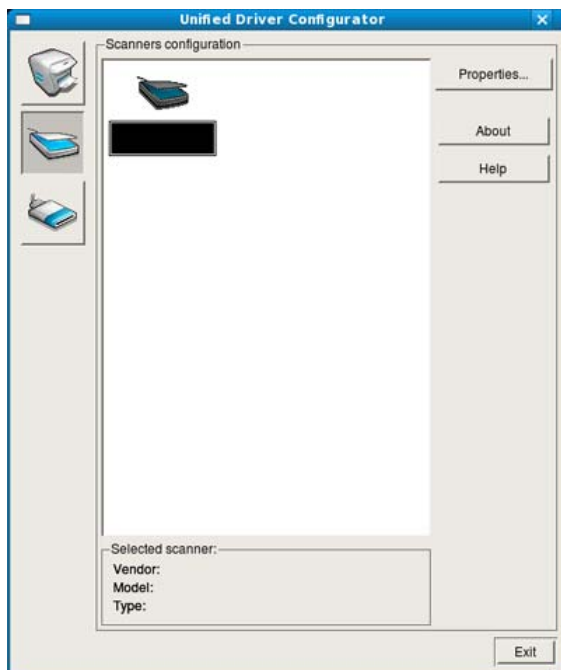 Unified Driver Configurator
Scanners configuration
Properties...
About
Help
Selected scanner:
Vendor:
Model:
Type:
Exit